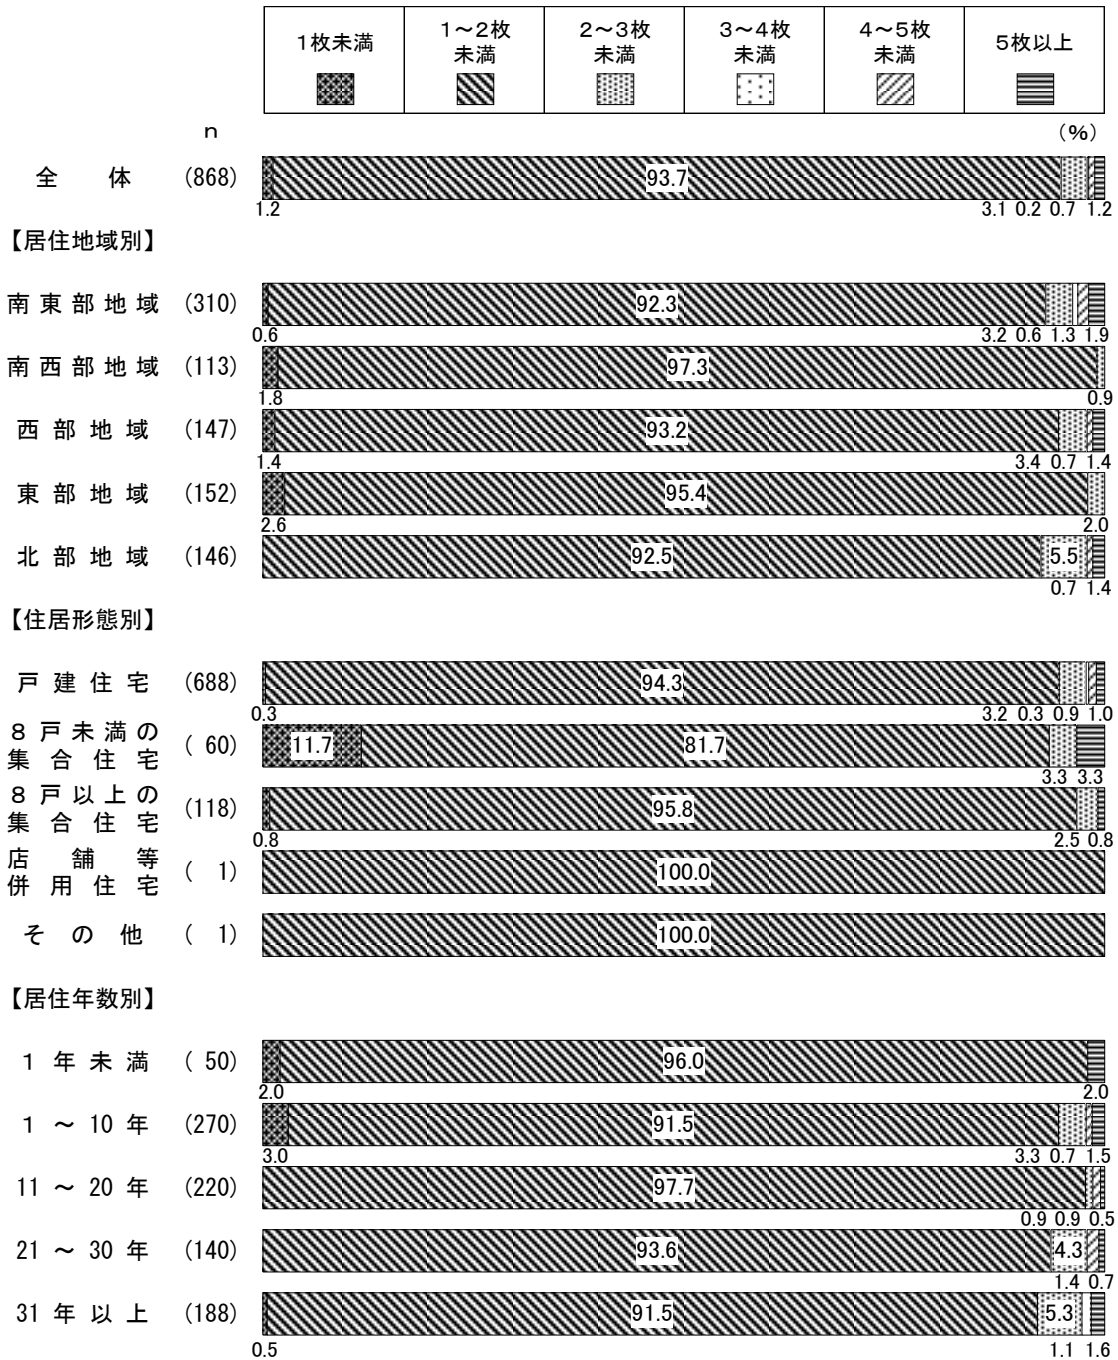 1枚未満 1～2枚未満 2～3枚未満 3～4枚未満 4～5枚未満 5枚以上
n (%)
全体 (868) 93.7
1.2 3.1 0.2 0.7 1.2
【居住地域別】
南東部地域 (310) 92.3
0.6 3.2 0.6 1.3 1.9
南西部地域 (113) 97.3
1.8 0.9
西部地域 (147) 93.2
1.4 3.4 0.7 1.4
東部地域 (152) 95.4
2.6 2.0
北部地域 (146) 92.5 5.5
0.7 1.4
【住居形態別】
戸建住宅 (688) 94.3
0.3 3.2 0.3 0.9 1.0
8戸未満の
集合住宅 ( 60) 11.7 81.7
3.3 3.3
8戸以上の
集合住宅 (118) 95.8
0.8 2.5 0.8
店舗等
併用住宅 ( 1) 100.0
その他 ( 1) 100.0
【居住年数別】
1年未満 ( 50) 96.0
2.0 2.0
1～10年 (270) 91.5
3.0 3.3 0.7 1.5
11～20年 (220) 97.7
0.9 0.9 0.5
21～30年 (140) 93.6 4.3
1.4 0.7
31年以上 (188) 91.5 5.3
0.5 1.1 1.6